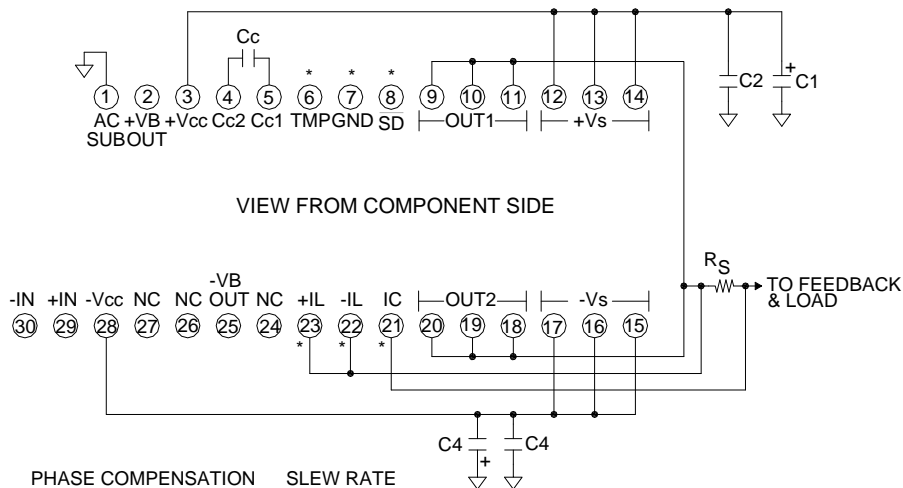 Cc
+
C2
C1
* * *
1 2 3 4 5 6 7 8 9 10 11 12 13 14
AC +VB +Vcc Cc2 Cc1 TMP GND SD OUT1 +Vs
SUB OUT
VIEW FROM COMPONENT SIDE
RS
TO FEEDBACK
& LOAD
-IN +IN -Vcc NC NC -VB OUT NC +IL -IL IC OUT2 -Vs
30 29 28 27 26 25 24 23 22 21 20 19 18 17 16 15
* * *
C4 C4
+
PHASE COMPENSATION SLEW RATE